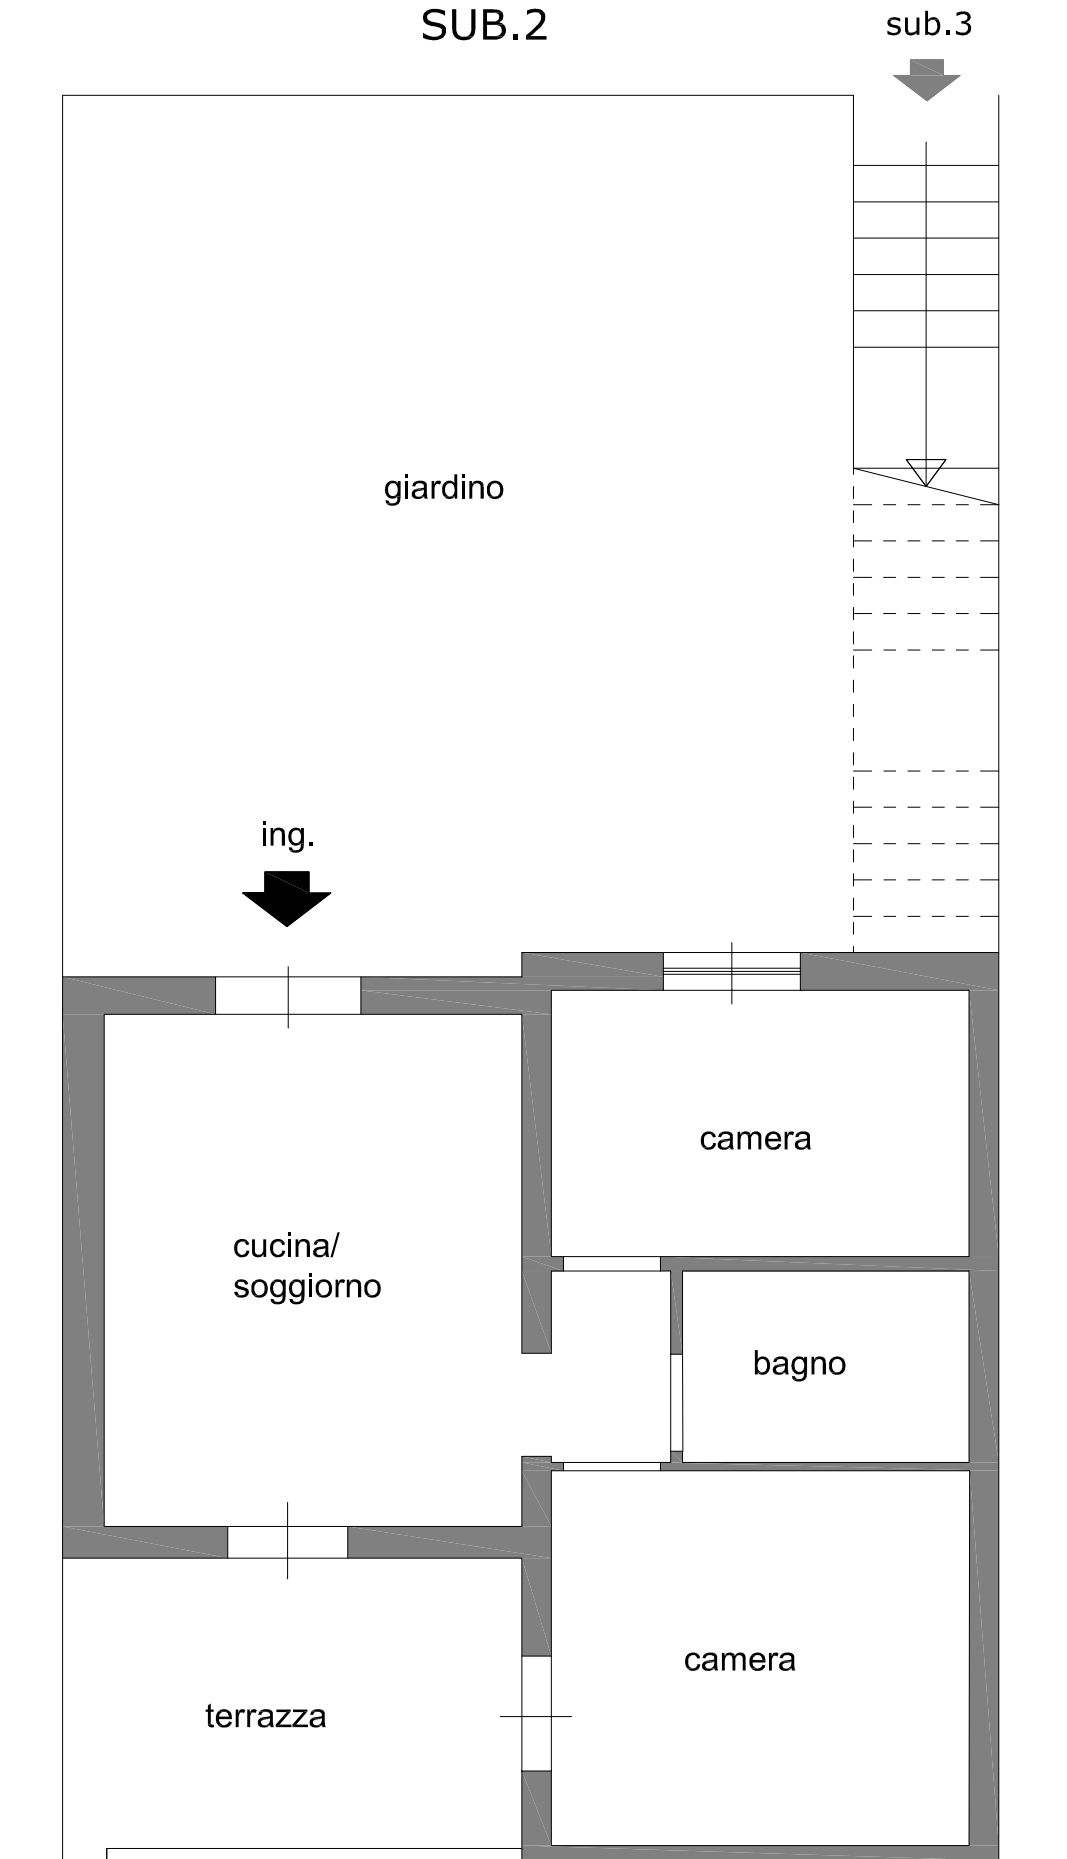 SUB.2
sub.3
giardino
ing.
camera
cucina/
soggiorno
bagno
camera
terrazza